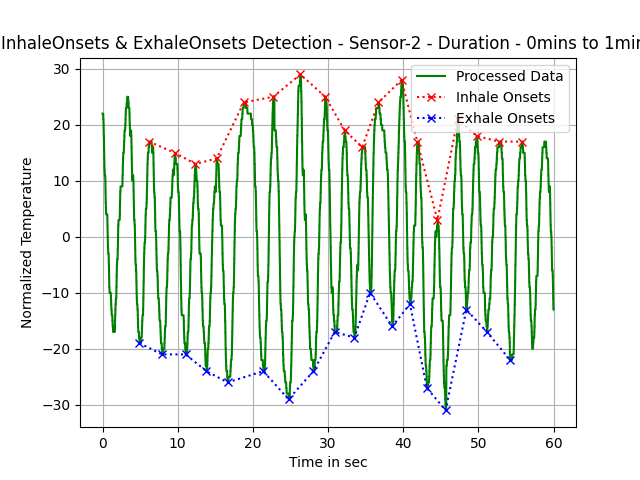 InhaleOnsets & ExhaleOnsets Detection - Sensor-2 - Duration - 0mins to 1min
Processed Data
Inhale Onsets
Exhale Onsets
30
20
10
0
−10
−20
−30
Normalized Temperature
0 10 20 30 40 50 60
Time in sec